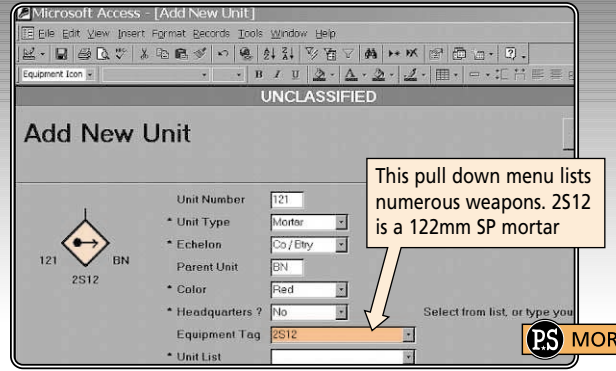 Microsoft Access - [Add New Unit]
File Edit View Insert Format Records Tools Window Help
Equipment Icon
B I U
UNCLASSIFIED
Add New Unit
This pull down menu lists
numerous weapons. 2S12
is a 122mm SP mortar
Unit Number 121
* Unit Type Mortar
* Echelon Co / Btry
121 BN
2S12
Parent Unit BN
* Color Red
* Headquarters ? No Select from list, or type you
Equipment Tag 2S12
* Unit List
PS MOR